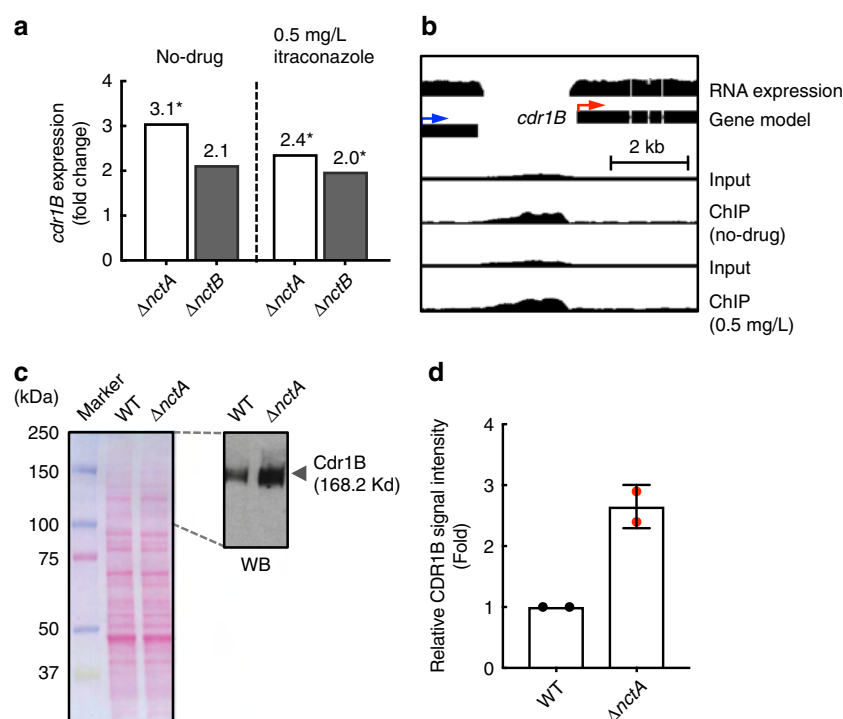 a
No-drug
0.5 mg/L
itraconazole
cdr1B expression
(fold change)
4
3
2
1
0
3.1*
2.1
2.4*
2.0*
ΔnctA
ΔnctB
ΔnctA
ΔnctB
b
RNA expression
cdr1B
Gene model
2 kb
Input
ChIP
(no-drug)
Input
ChIP
(0.5 mg/L)
c
(kDa)
Marker
WT
ΔnctA
250
150
100
75
50
37
WT
ΔnctA
Cdr1B
(168.2 Kd)
WB
d
Relative CDR1B signal intensity
(Fold)
4
3
2
1
0
WT
ΔnctA